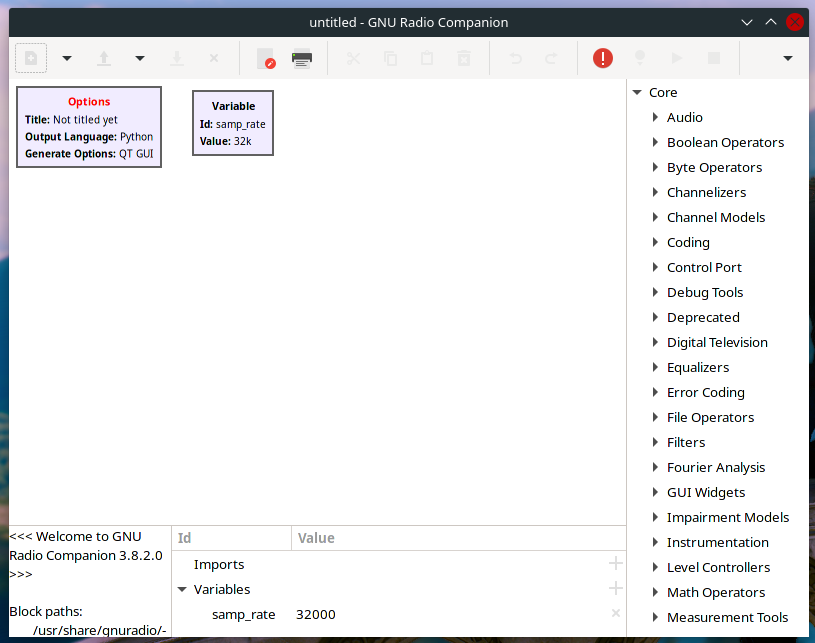 untitled - GNU Radio Companion
Options
Title: Not titled yet
Output Language: Python
Generate Options: QT GUI
Variable
Id: samp_rate
Value: 32k
Core
Audio
Boolean Operators
Byte Operators
Channelizers
Channel Models
Coding
Control Port
Debug Tools
Deprecated
Digital Television
Equalizers
Error Coding
File Operators
Filters
Fourier Analysis
GUI Widgets
Impairment Models
Instrumentation
Level Controllers
Math Operators
Measurement Tools
<<< Welcome to GNU
Radio Companion 3.8.2.0
>>>
Block paths:
/usr/share/gnuradio/-
Id Value
Imports
Variables
samp_rate 32000